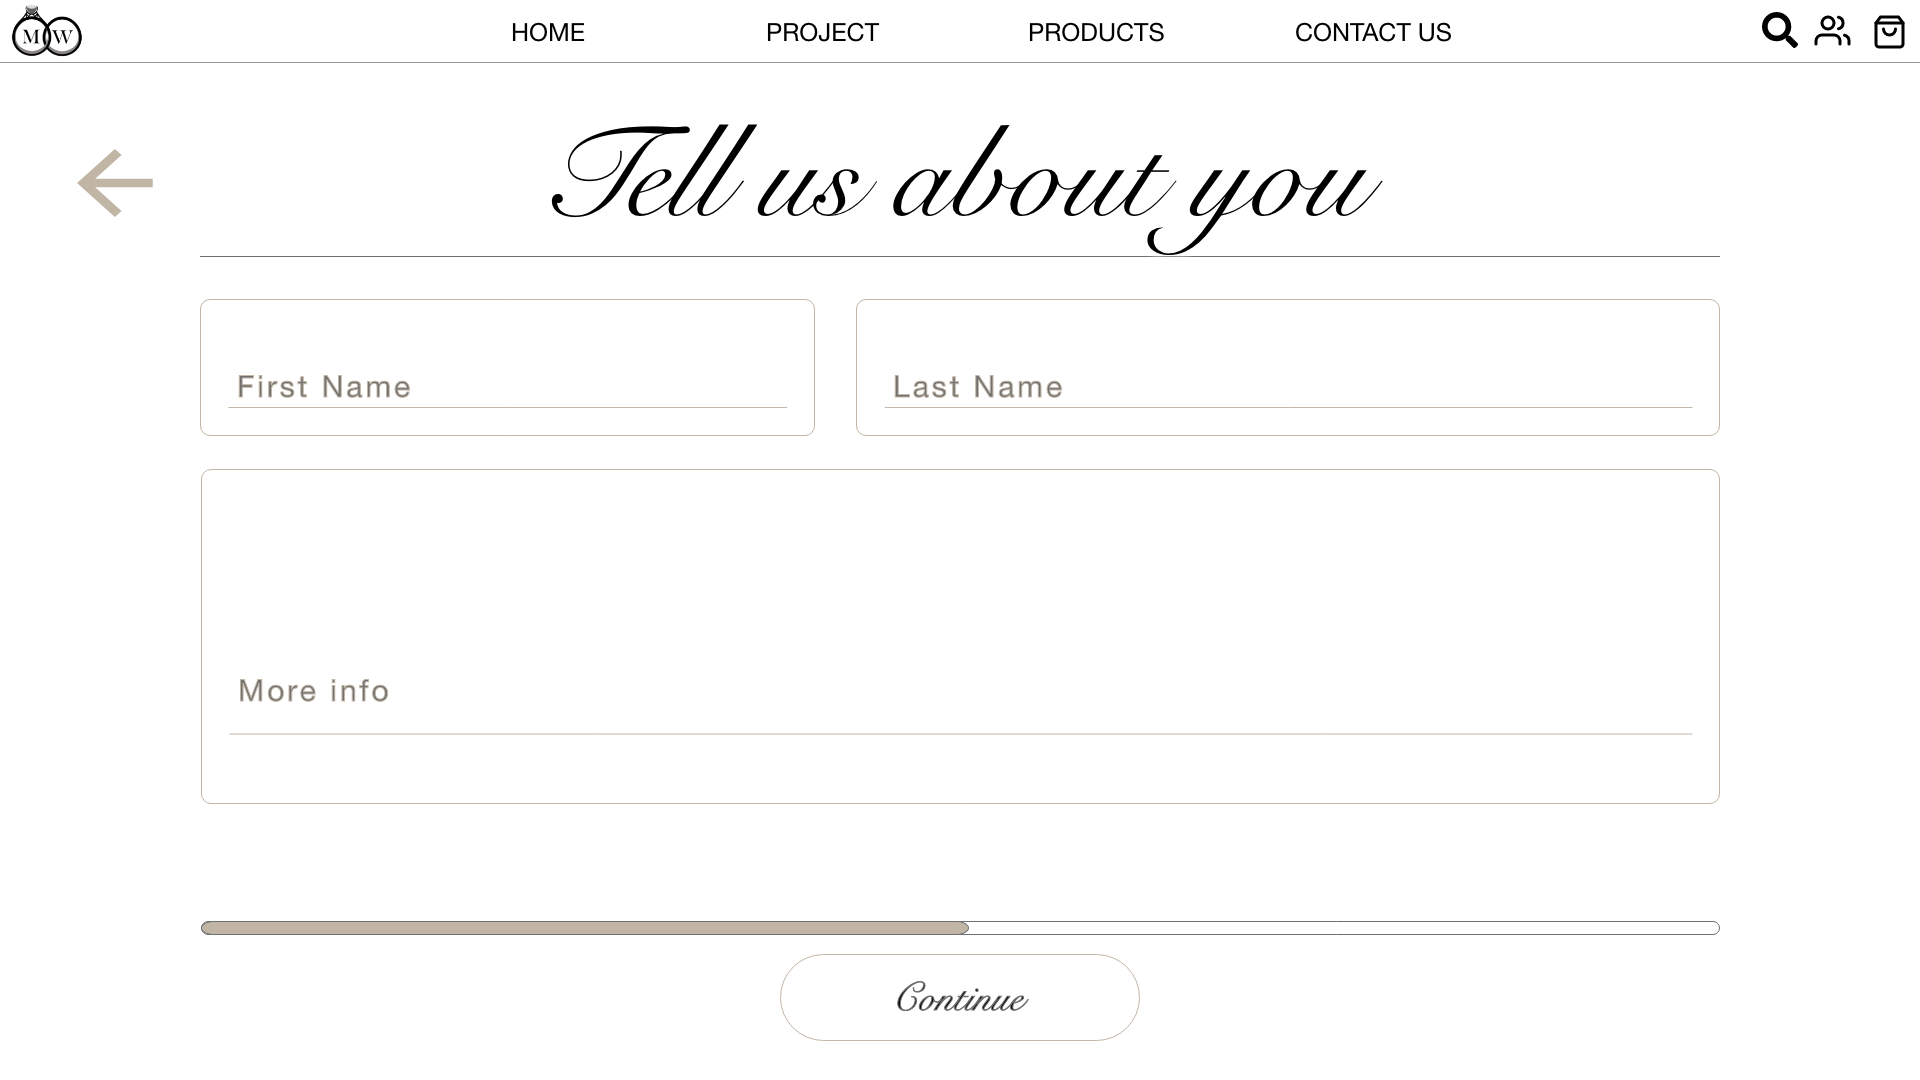 MW
HOME PROJECT PRODUCTS CONTACT US
Tell us about you
First Name Last Name
More info
Continue